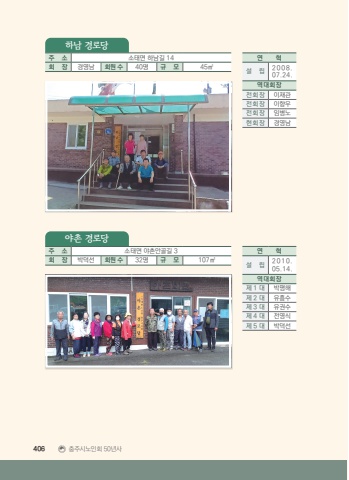 하남 경로당
주 소 소태면 하남길 14
회 장 경영남 회원수 40명 규 모 45㎡
연 혁
설 립 2008. 07.24.
역대회장
전회장 이재관
전회장 이향우
전회장 임병노
현회장 경영남
야촌 경로당
주 소 소태면 야촌안골길 3
회 장 박덕선 회원수 32명 규 모 107㎡
연 혁
설 립 2010. 05.14.
역대회장
제1대 박명해
제2대 유흥수
제3대 유권수
제4대 전영식
제5대 박덕선
406 충주시노인회 50년사